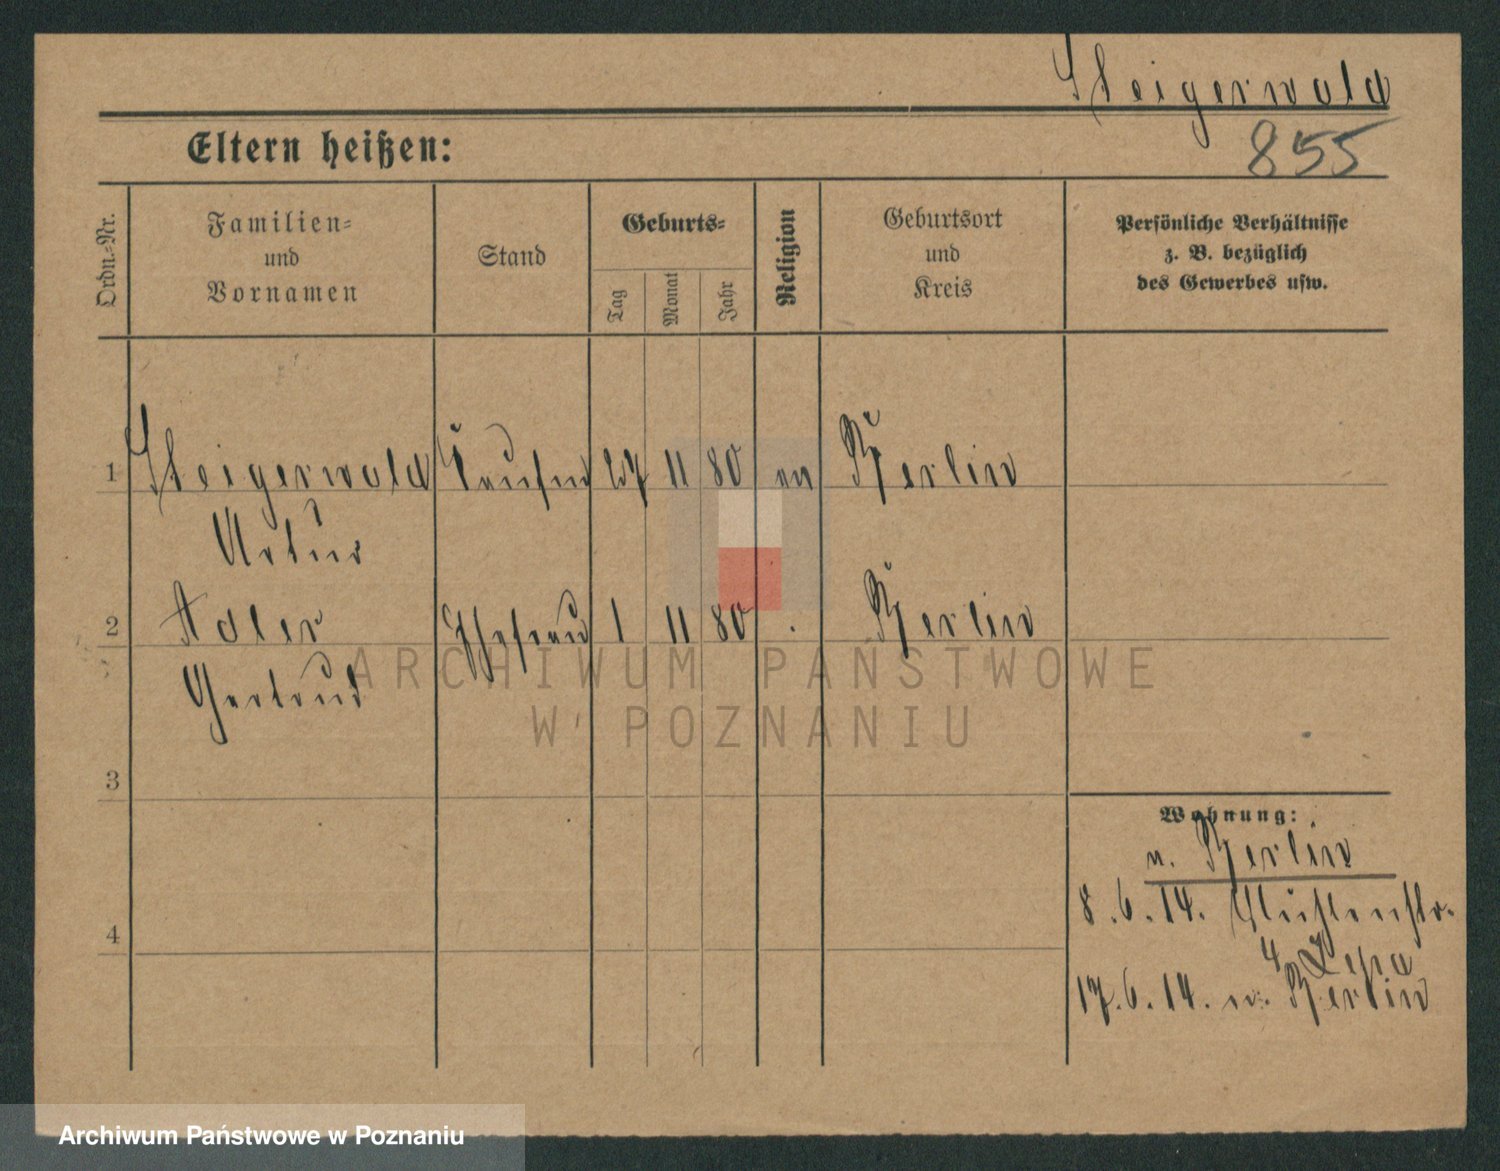 Steigerwald
Eltern heißen:
855
Ordn.-Nr.
Familien-
und
Vornamen
Stand
Geburts-
Tag
Monat
Jahr
Religion
Geburtsort
und
Kreis
Persönliche Verhältnisse
z. B. bezüglich
des Gewerbes usw.
1 Steigerwald 27 11 80 ev Berlin
Artur
2 Adler Ehefrau 1 11 80 . Berlin
Gertrud
3
4
Wohnung:
n. Berlin
8.6.14.
4
17.6.14. n. Berlin
ARCHIWUM PAŃSTWOWE
W POZNANIU
Archiwum Państwowe w Poznaniu